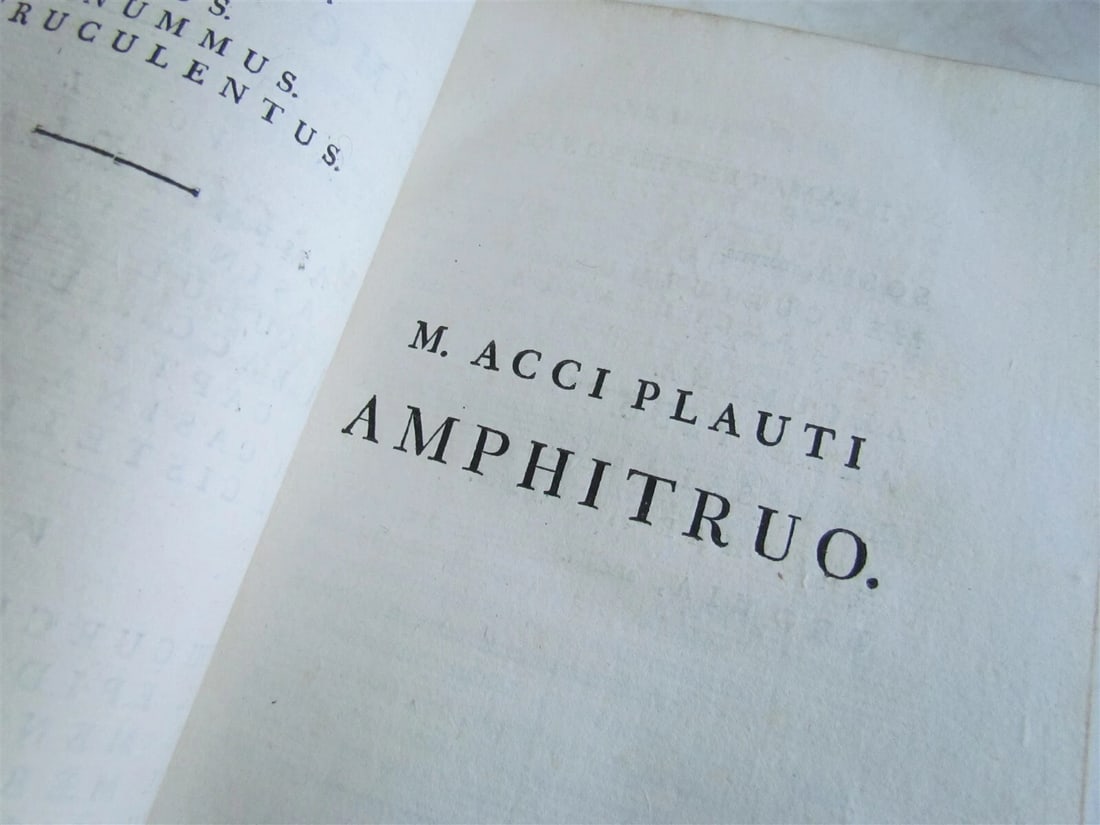 S.
NUMMUS.
RUCULENTUS.
M. ACCI PLAUTI
AMPHITRUO.